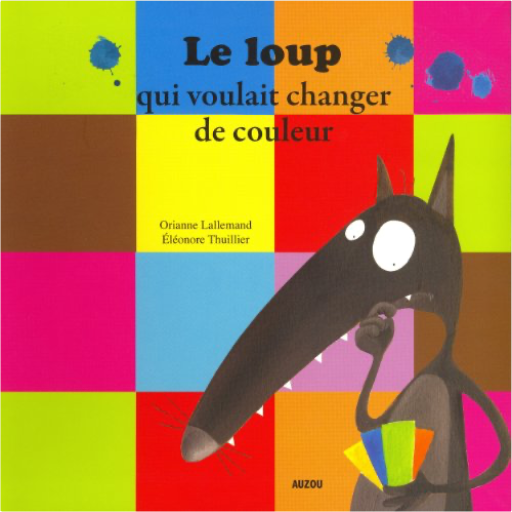 Le loup
qui voulait changer
de couleur
Orianne Lallemand
Éléonore Thuillier
AUZOU